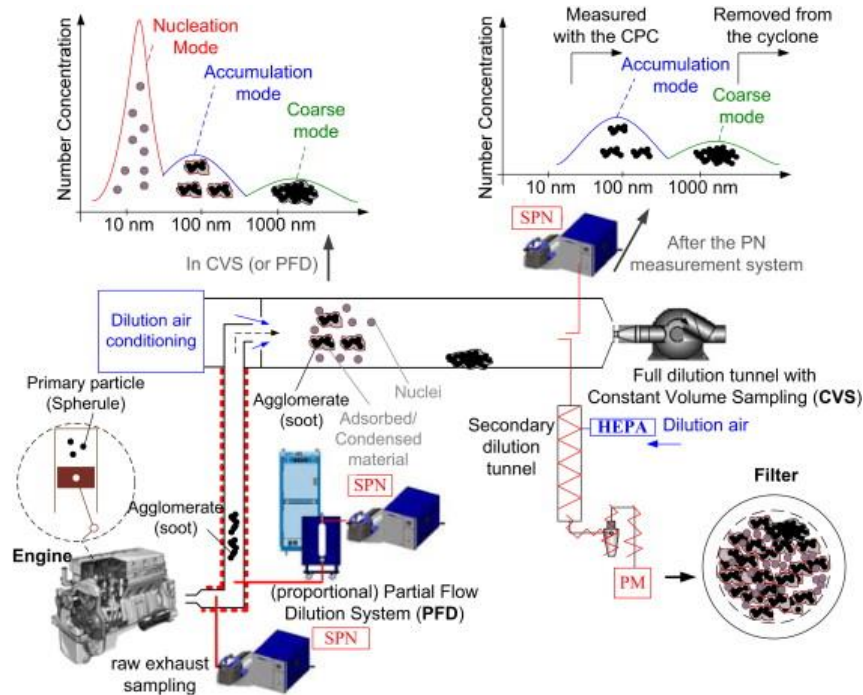 Number Concentration
Nucleation
Mode
Accumulation
mode
Coarse
mode
10 nm
100 nm
1000 nm
In CVS (or PFD)
Number Concentration
Measured
with the CPC
Removed from
the cyclone
Accumulation
mode
Coarse
mode
10 nm
100 nm
1000 nm
SPN
After the PN
measurement system
Dilution air
conditioning
Primary particle
(Spherule)
Agglomerate
(soot)
Nuclei
Adsorbed/
Condensed
material
Full dilution tunnel with
Constant Volume Sampling (CVS)
Secondary
dilution
tunnel
HEPA
Dilution air
SPN
Agglomerate
(soot)
Engine
(proportional) Partial Flow
Dilution System (PFD)
SPN
raw exhaust
sampling
PM
Filter